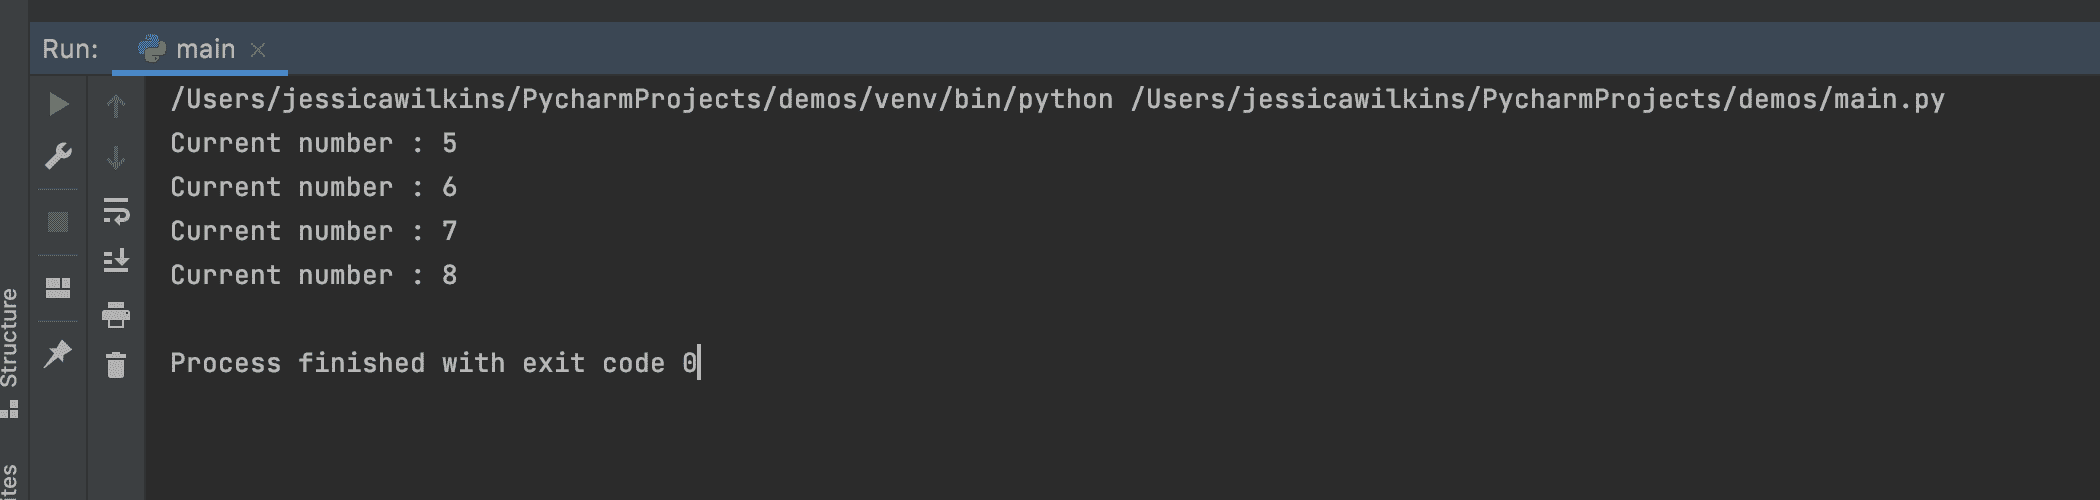 Run: main
/Users/jessicawilkins/PycharmProjects/demos/venv/bin/python /Users/jessicawilkins/PycharmProjects/demos/main.py
Current number : 5
Current number : 6
Current number : 7
Current number : 8
Process finished with exit code 0
Structure